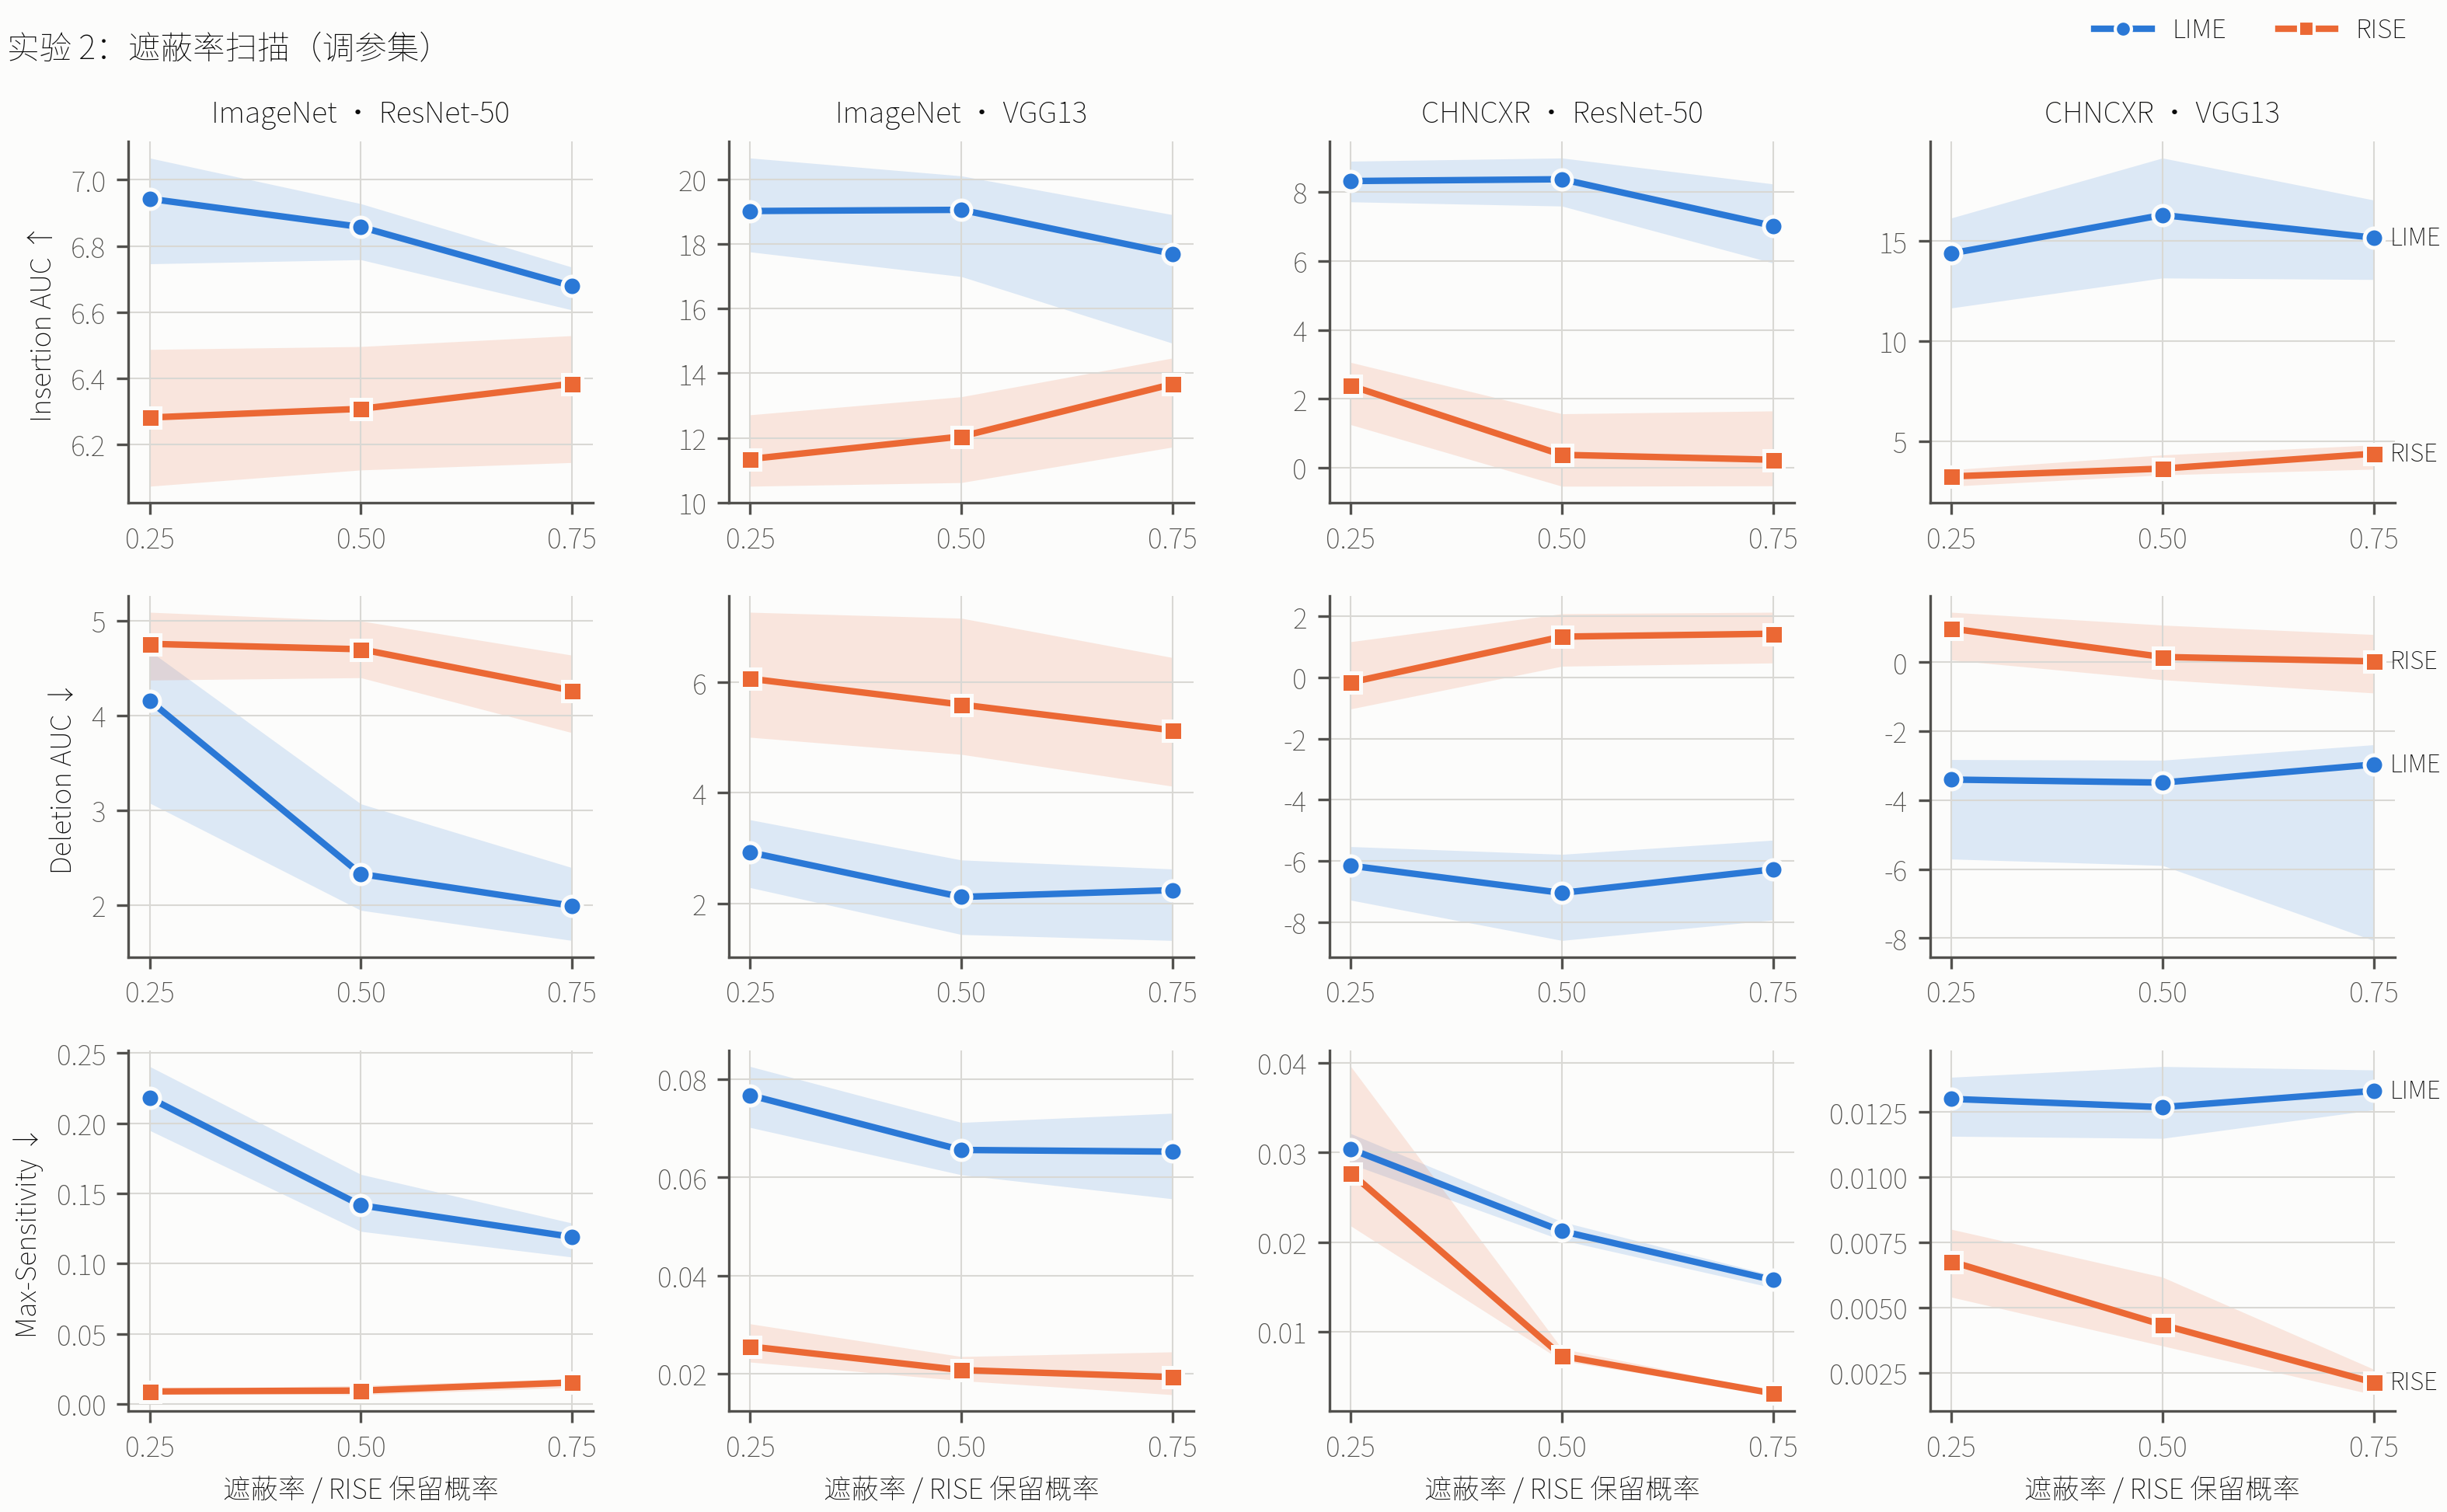 实验 2：遮蔽率扫描（调参集）
LIME RISE
ImageNet · ResNet-50
Insertion AUC ↑
7.0
6.8
6.6
6.4
6.2
0.25 0.50 0.75
ImageNet · VGG13
20
18
16
14
12
10
0.25 0.50 0.75
CHNCXR · ResNet-50
8
6
4
2
0
0.25 0.50 0.75
CHNCXR · VGG13
15
10
5
LIME
RISE
0.25 0.50 0.75
Deletion AUC ↓
5
4
3
2
0.25 0.50 0.75
6
4
2
0.25 0.50 0.75
2
0
-2
-4
-6
-8
0.25 0.50 0.75
0
-2
-4
-6
-8
RISE
LIME
0.25 0.50 0.75
Max-Sensitivity ↓
0.25
0.20
0.15
0.10
0.05
0.00
0.25 0.50 0.75
遮蔽率 / RISE 保留概率
0.08
0.06
0.04
0.02
0.25 0.50 0.75
遮蔽率 / RISE 保留概率
0.04
0.03
0.02
0.01
0.25 0.50 0.75
遮蔽率 / RISE 保留概率
0.0125
0.0100
0.0075
0.0050
0.0025
LIME
RISE
0.25 0.50 0.75
遮蔽率 / RISE 保留概率